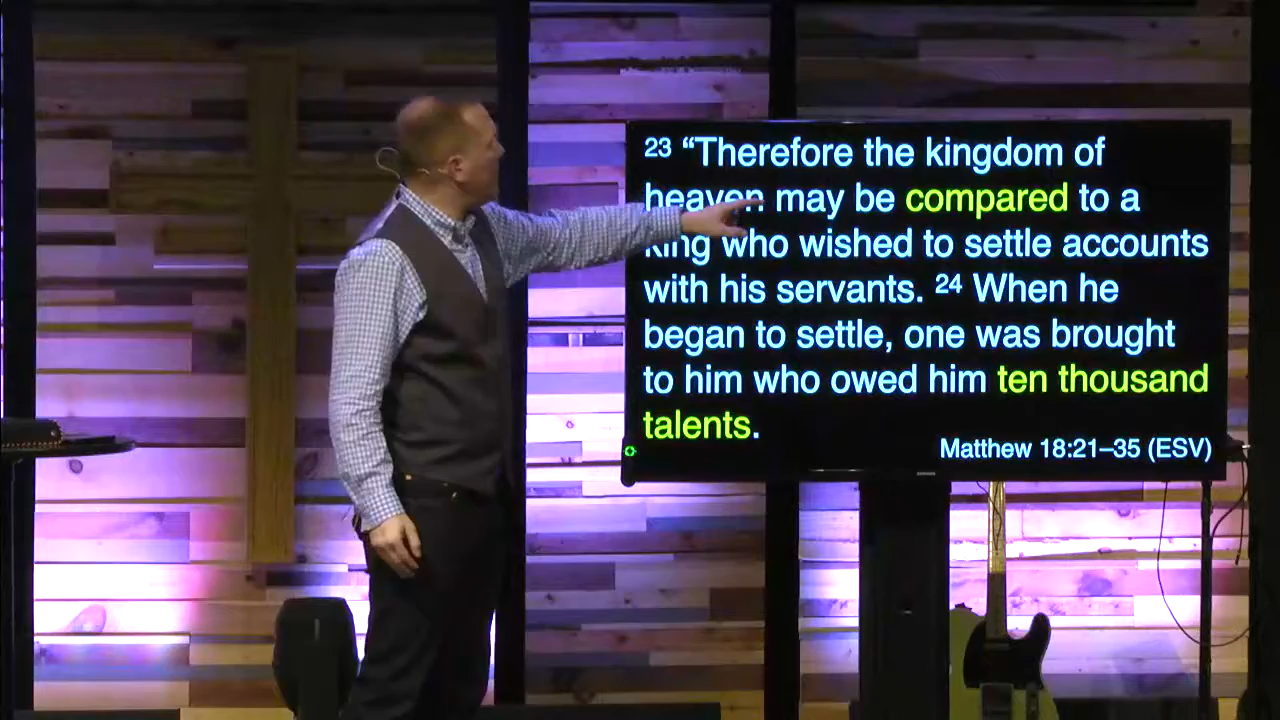 23 “Therefore the kingdom of
heaven may be compared to a
king who wished to settle accounts
with his servants. 24 When he
began to settle, one was brought
to him who owed him ten thousand
talents.
Matthew 18:21–35 (ESV)